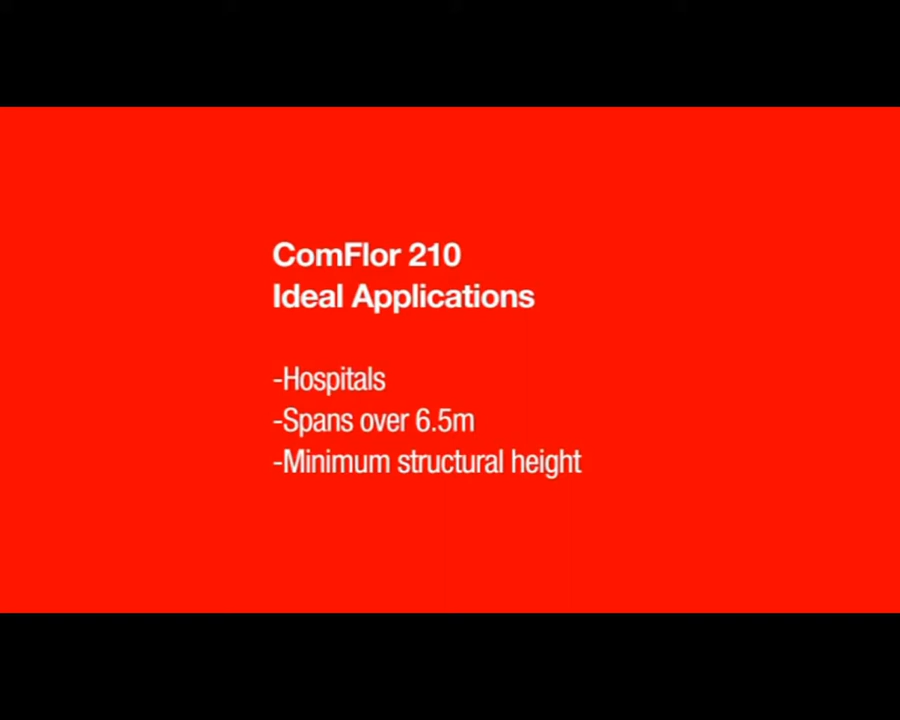 ComFlor 210
Ideal Applications
-Hospitals
-Spans over 6.5m
-Minimum structural height